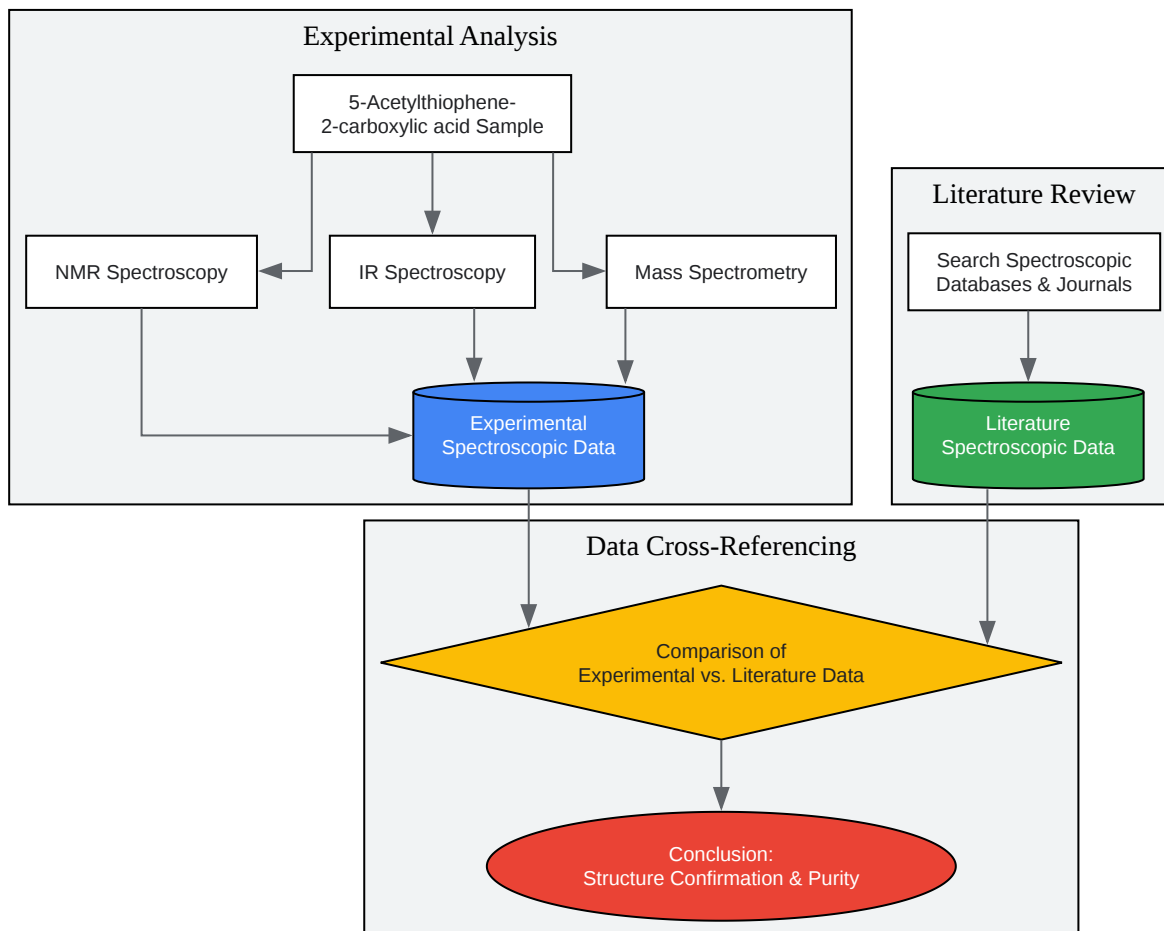 Experimental Analysis
5-Acetylthiophene-
2-carboxylic acid Sample
NMR Spectroscopy
IR Spectroscopy
Mass Spectrometry
Experimental
Spectroscopic Data
Literature Review
Search Spectroscopic
Databases & Journals
Literature
Spectroscopic Data
Data Cross-Referencing
Comparison of
Experimental vs. Literature Data
Conclusion:
Structure Confirmation & Purity